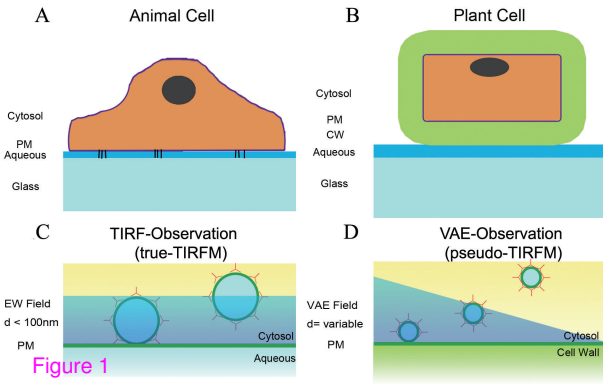 A
Animal Cell
Cytosol
PM
Aqueous
Glass
B
Plant Cell
Cytosol
PM
CW
Aqueous
Glass
C
TIRF-Observation
(true-TIRFM)
EW Field
d < 100nm
PM
Cytosol
Aqueous
D
VAE-Observation
(pseudo-TIRFM)
VAE Field
d= variable
PM
Cytosol
Cell Wall
Figure 1